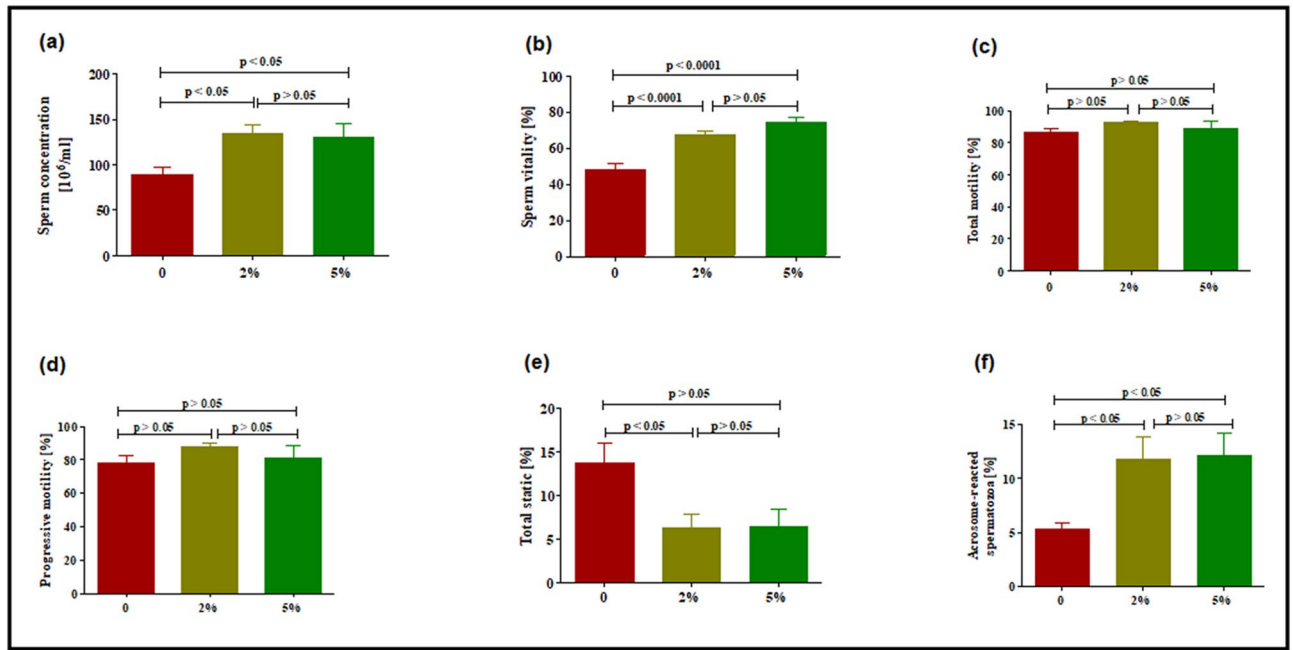 (a)
p < 0.05
p < 0.05
p > 0.05
Sperm concentration
[10⁶/ml]
200
150
100
50
0
0
2%
5%
(b)
p < 0.0001
p < 0.0001
p > 0.05
Sperm vitality [%]
100
80
60
40
20
0
0
2%
5%
(c)
p > 0.05
p > 0.05
p > 0.05
Total motility [%]
100
80
60
40
20
0
0
2%
5%
(d)
p > 0.05
p > 0.05
p > 0.05
Progressive motility [%]
100
80
60
40
20
0
0
2%
5%
(e)
p > 0.05
p < 0.05
p > 0.05
Total static [%]
20
15
10
5
0
0
2%
5%
(f)
p < 0.05
p < 0.05
p > 0.05
Acrosome-reacted
spermatozoa [%]
15
10
5
0
0
2%
5%